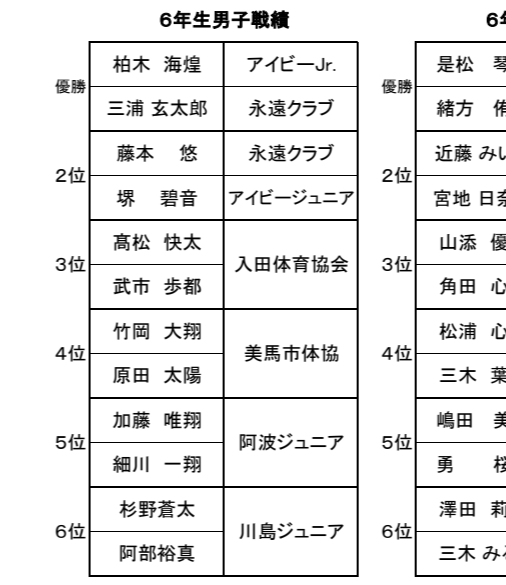 6年生男子戦績
優勝 柏木 海煌 アイビーJr.
三浦 玄太郎 永遠クラブ
2位 藤本 悠 永遠クラブ
堺 碧音 アイビージュニア
3位 髙松 快太 入田体育協会
武市 歩都
4位 竹岡 大翔 美馬市体協
原田 太陽
5位 加藤 唯翔 阿波ジュニア
細川 一翔
6位 杉野蒼太 川島ジュニア
阿部裕真
6
優勝 是松
緒方
2位 近藤
宮地 日
3位 山添
角田
4位 松浦
三木
5位 嶋田
勇
6位 澤田
三木